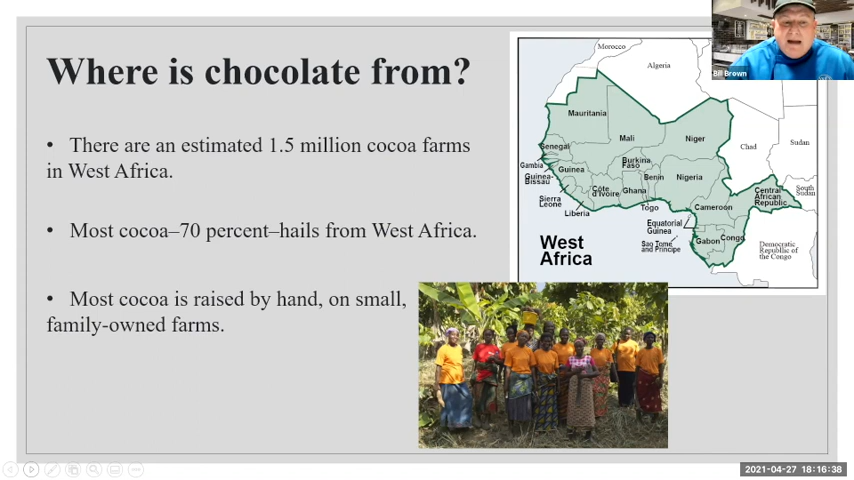 Where is chocolate from?
• There are an estimated 1.5 million cocoa farms
in West Africa.
• Most cocoa–70 percent–hails from West Africa.
• Most cocoa is raised by hand, on small,
family-owned farms.
Morocco
Algeria
Mauritania
Mali
Niger
Chad
Sudan
Senegal
Gambia
Guinea-
Bissau
Guinea
Burkina
Faso
Benin
Nigeria
Sierra
Leone
Côte
d'Ivoire
Ghana
Liberia
Togo
Cameroon
Central
African
Republic
South
Sudan
Equatorial
Guinea
Sao Tome
and Principe
Gabon
Congo
Democratic
Republic of
the Congo
West
Africa
Bill Brown
2021-04-27 18:16:38